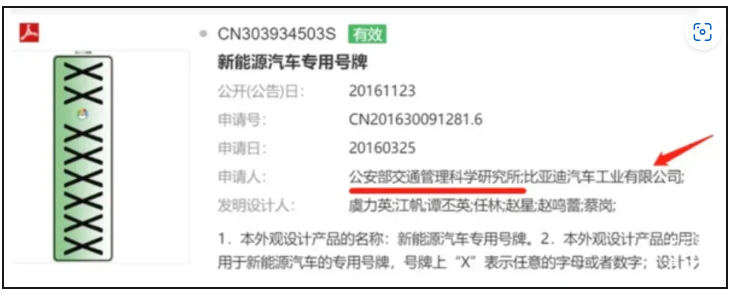 CN303934503S 有效
新能源汽车专用号牌
公开(公告)日： 20161123
申请号： CN201630091281.6
申请日： 20160325
申请人： 公安部交通管理科学研究所;比亚迪汽车工业有限公司;
发明设计人： 虞力英;江帆;谭丕英;任林;赵星;赵鸣蕾;蔡岗;
1．本外观设计产品的名称：新能源汽车专用号牌。2．本外观设计产品的用途
用于新能源汽车的专用号牌，号牌上“X”表示任意的字母或者数字；设计1为
XX
XXXXX